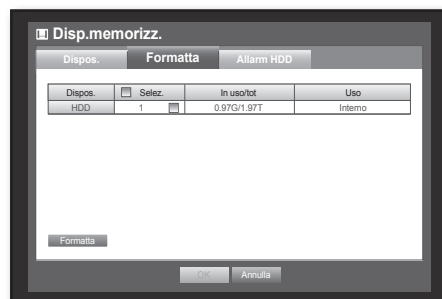 Disp.memorizz.
Dispos. Formatta Allarm HDD
Dispos. Selez. In uso/tot Uso
HDD 1 0.97G/1.97T Interno
Formatta
OK Annulla